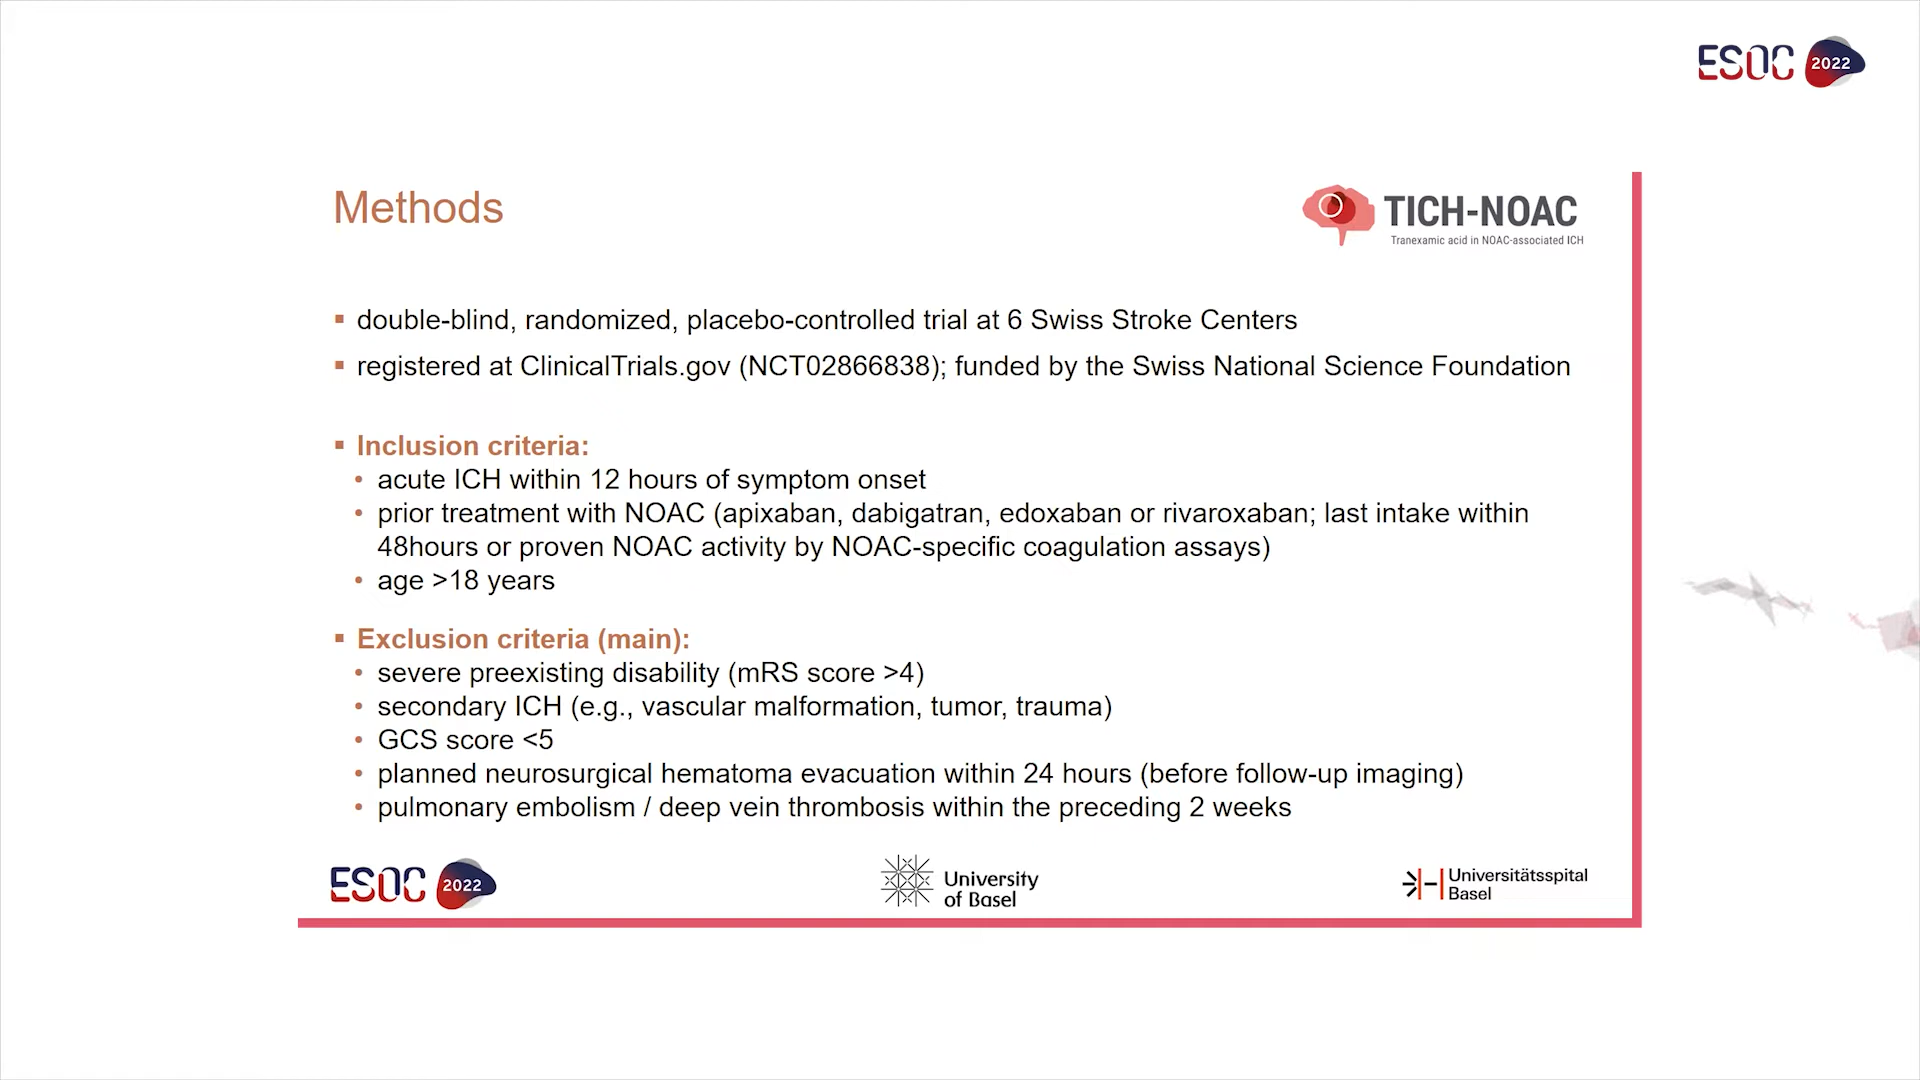 ESOC 2022
Methods
TICH-NOAC
Tranexamic acid in NOAC-associated ICH
▪ double-blind, randomized, placebo-controlled trial at 6 Swiss Stroke Centers
▪ registered at ClinicalTrials.gov (NCT02866838); funded by the Swiss National Science Foundation
▪ Inclusion criteria:
• acute ICH within 12 hours of symptom onset
• prior treatment with NOAC (apixaban, dabigatran, edoxaban or rivaroxaban; last intake within
48hours or proven NOAC activity by NOAC-specific coagulation assays)
• age >18 years
▪ Exclusion criteria (main):
• severe preexisting disability (mRS score >4)
• secondary ICH (e.g., vascular malformation, tumor, trauma)
• GCS score <5
• planned neurosurgical hematoma evacuation within 24 hours (before follow-up imaging)
• pulmonary embolism / deep vein thrombosis within the preceding 2 weeks
ESOC 2022
University
of Basel
Universitätsspital
Basel